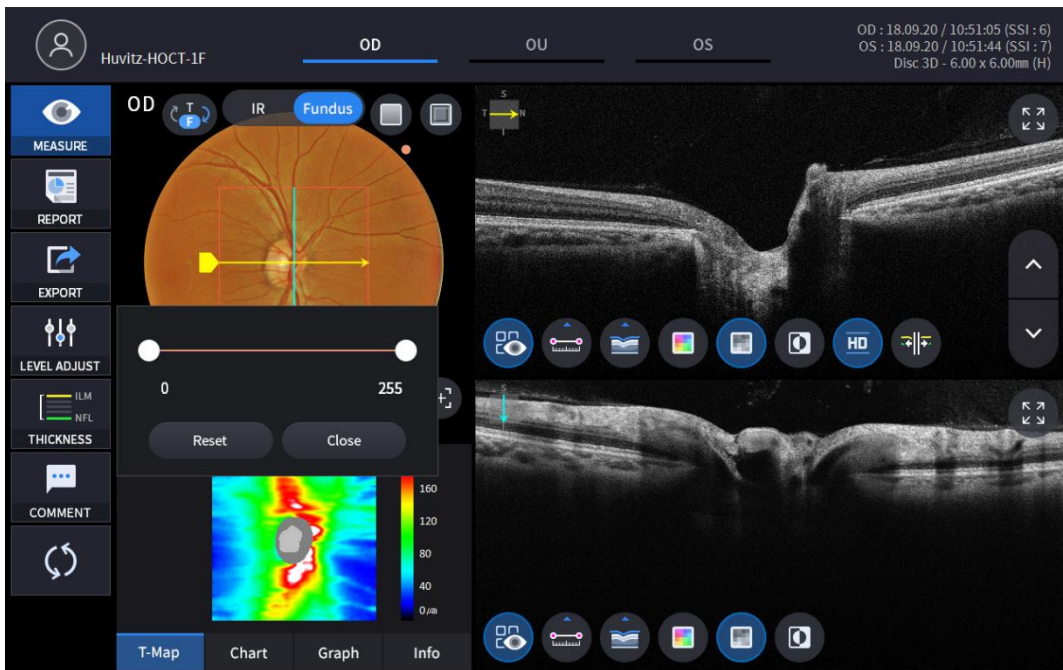 Huvitz-HOCT-1F
OD
OU
OS
OD : 18.09.20 / 10:51:05 (SSI : 6)
OS : 18.09.20 / 10:51:44 (SSI : 7)
Disc 3D - 6.00 x 6.00mm (H)
MEASURE
REPORT
EXPORT
LEVEL ADJUST
ILM
NFL
THICKNESS
COMMENT
OD
T
F
IR
Fundus
0
255
Reset
Close
160
120
80
40
0㎛
T-Map
Chart
Graph
Info
S
T
N
I
HD
S